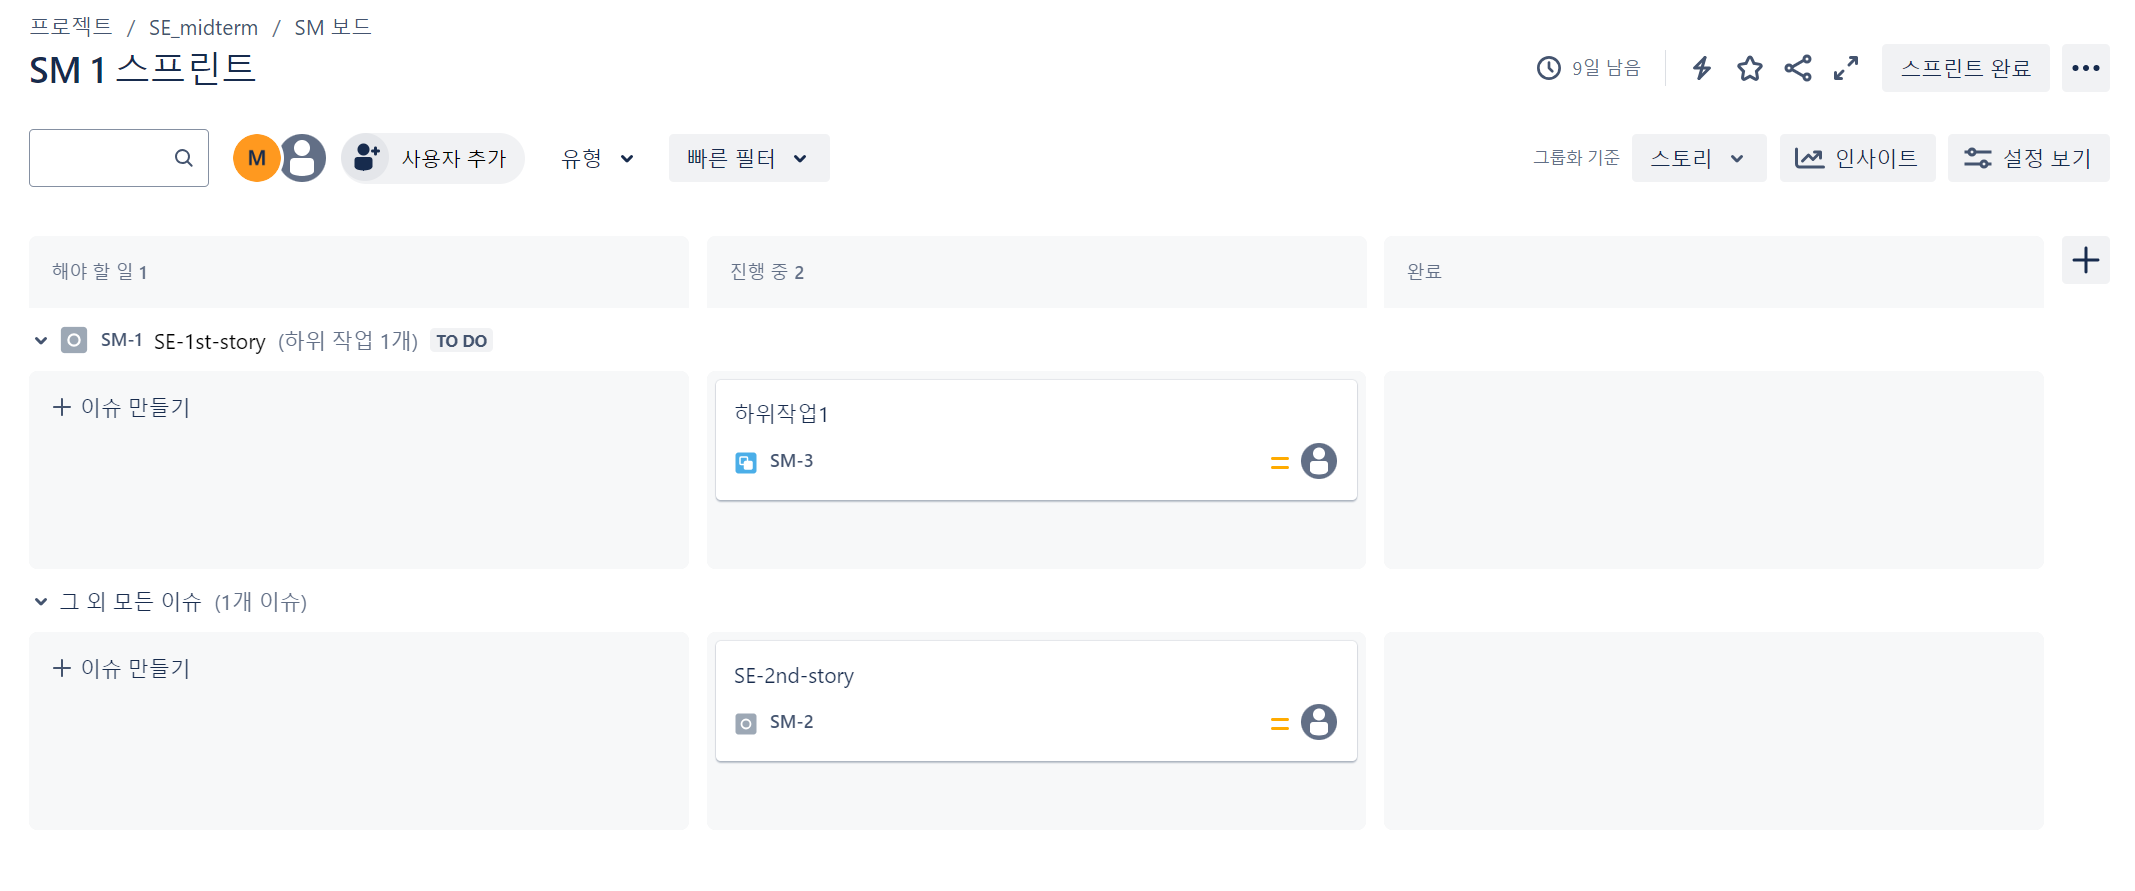 프로젝트 / SE_midterm / SM 보드
SM 1 스프린트
9일 남음
스프린트 완료
M
사용자 추가
유형
빠른 필터
그룹화 기준
스토리
인사이트
설정 보기
해야 할 일 1
진행 중 2
완료
SM-1 SE-1st-story (하위 작업 1개) TO DO
이슈 만들기
하위작업1
SM-3
그 외 모든 이슈 (1개 이슈)
이슈 만들기
SE-2nd-story
SM-2